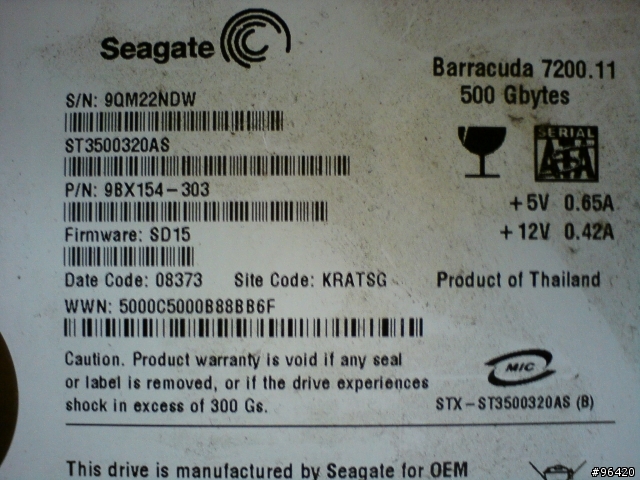 Seagate
Barracuda 7200.11
500 Gbytes
S/N: 9QM22NDW
ST3500320AS
SERIAL
ATA
P/N: 9BX154-303
+5V 0.65A
+12V 0.42A
Firmware: SD15
Date Code: 08373 Site Code: KRATSG Product of Thailand
WWN: 5000C5000B88BB6F
Caution. Product warranty is void if any seal
or label is removed, or if the drive experiences
shock in excess of 300 Gs.
MIC
STX-ST3500320AS (B)
This drive is manufactured by Seagate for OEM
#96420